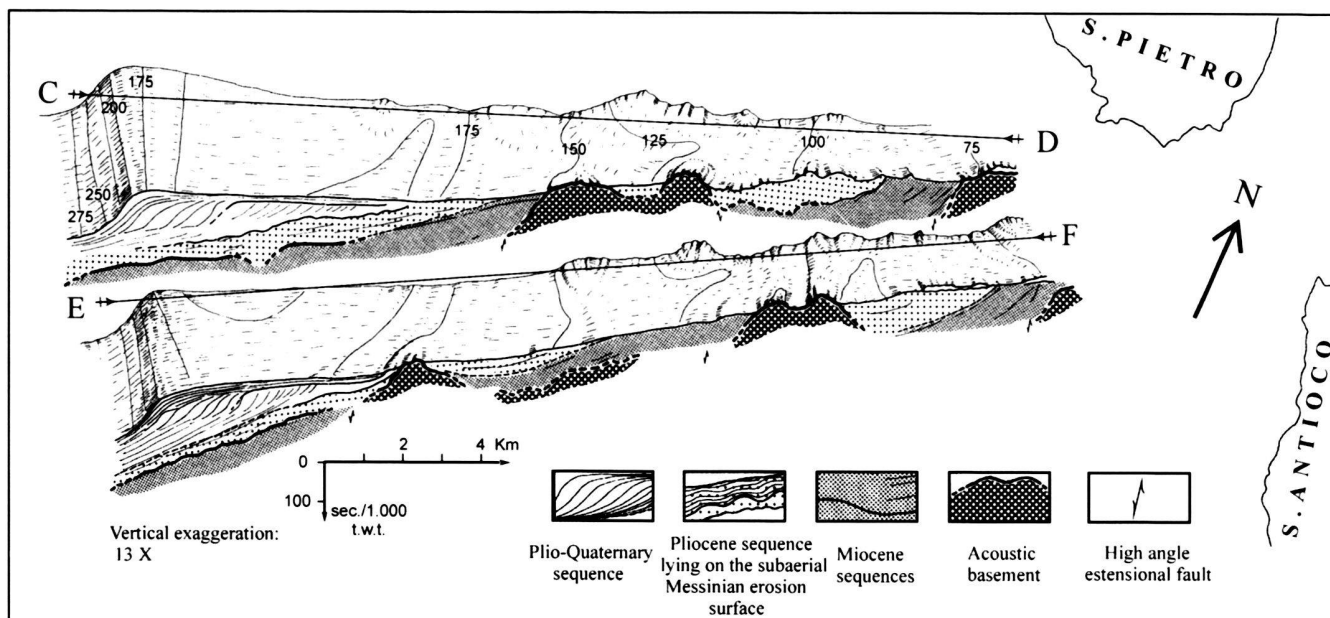 S. PIETRO
C
175
200
175
150
125
100
75
D
250
275
N
F
E
S. ANTIOCO
2 4 Km
0
100
sec./1.000
t.w.t.
Vertical exaggeration:
13 X
Plio-Quaternary
sequence
Pliocene sequence
lying on the subaerial
Messinian erosion
surface
Miocene
sequences
Acoustic
basement
High angle
estensional fault